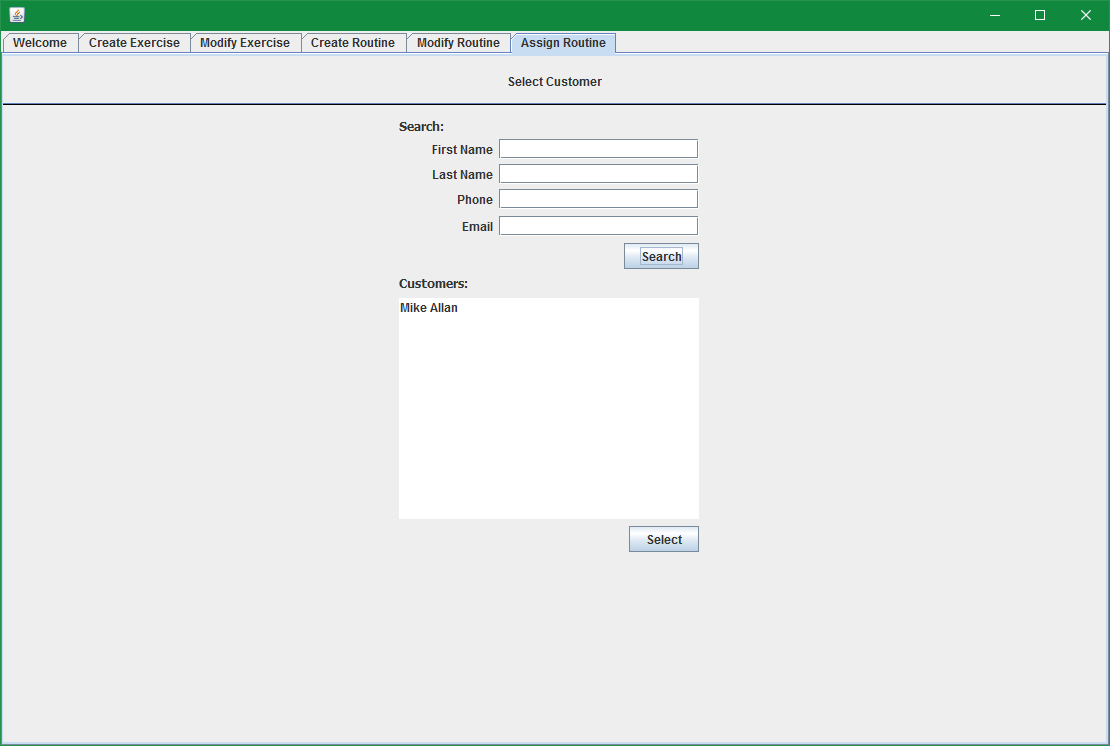 Welcome Create Exercise Modify Exercise Create Routine Modify Routine Assign Routine
Select Customer
Search:
First Name
Last Name
Phone
Email
Search
Customers:
Mike Allan
Select